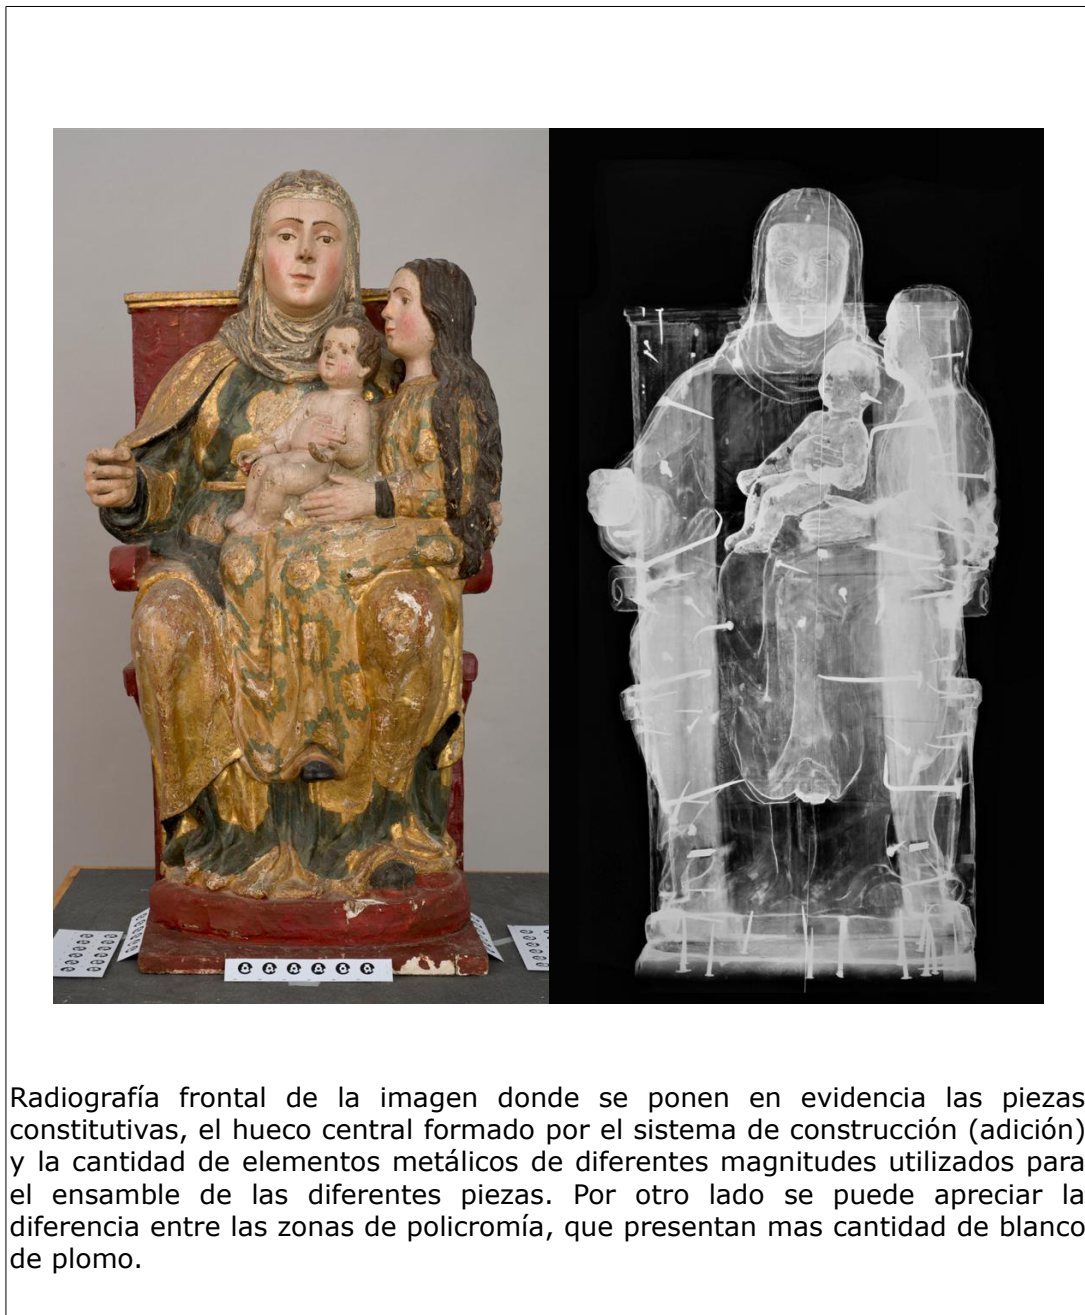 Radiografía frontal de la imagen donde se ponen en evidencia las piezas
constitutivas, el hueco central formado por el sistema de construcción (adición)
y la cantidad de elementos metálicos de diferentes magnitudes utilizados para
el ensamble de las diferentes piezas. Por otro lado se puede apreciar la
diferencia entre las zonas de policromía, que presentan mas cantidad de blanco
de plomo.